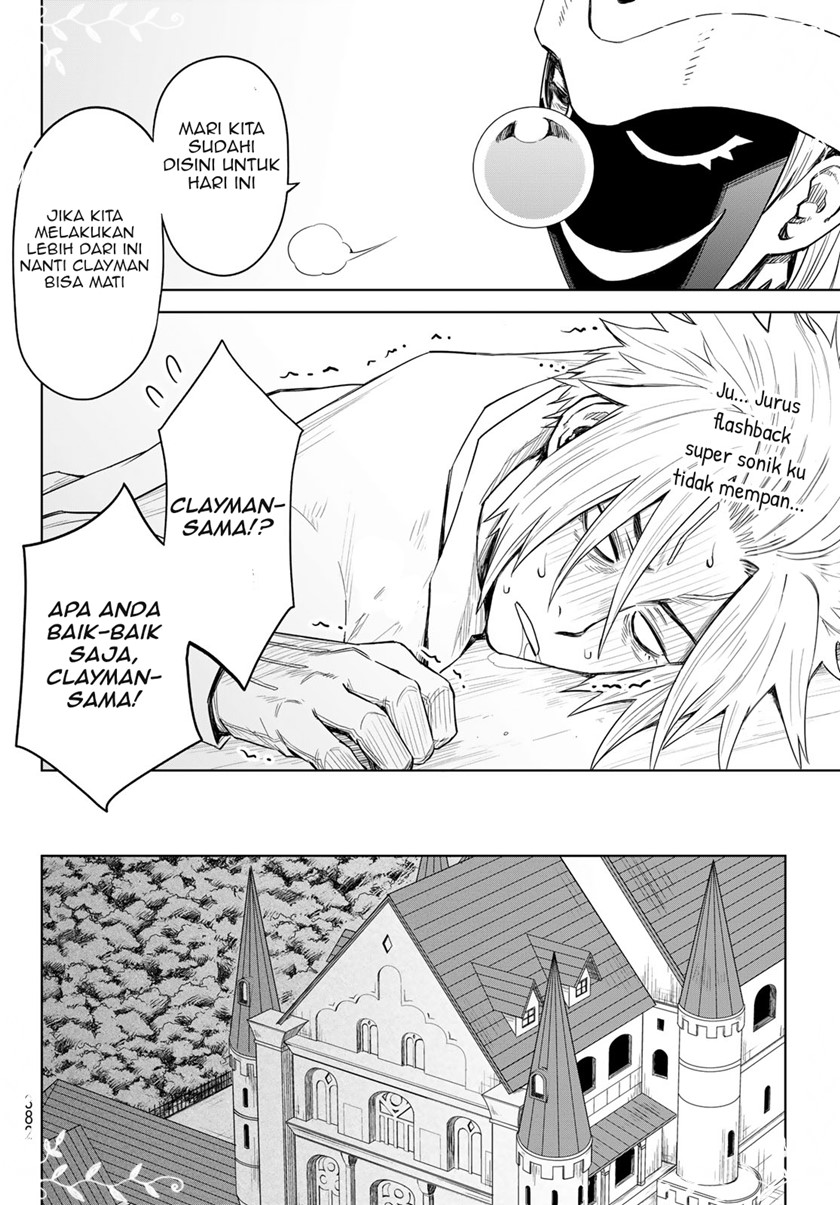 MARI KITA
SUDAHI
DISINI UNTUK
HARI INI
JIKA KITA
MELAKUKAN
LEBIH DARI INI
NANTI CLAYMAN
BISA MATI
Ju... Jurus
flashback
super sonik ku
tidak mempan...
CLAYMAN-
SAMA!?
APA ANDA
BAIK-BAIK
SAJA,
CLAYMAN-
SAMA!